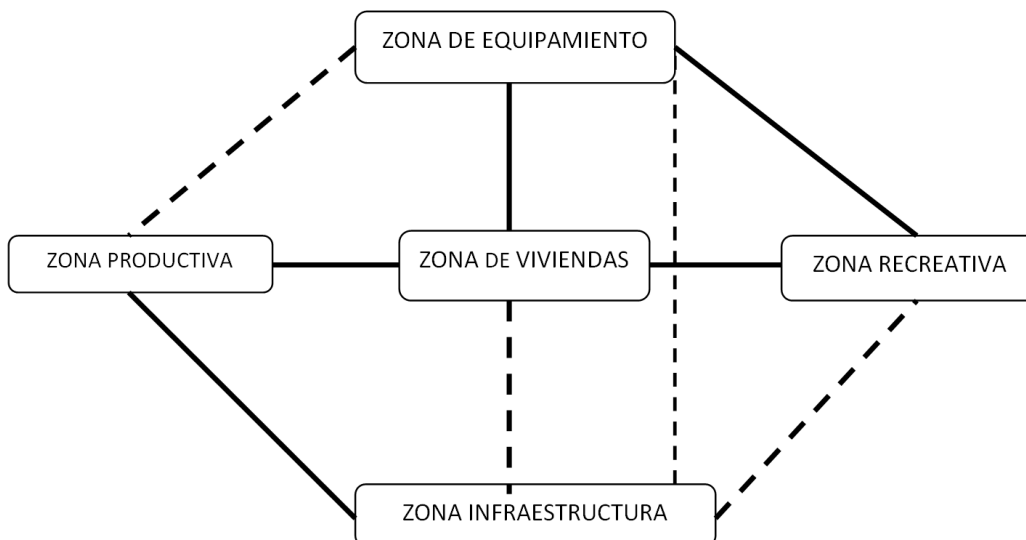 ZONA DE EQUIPAMIENTO
ZONA PRODUCTIVA
ZONA DE VIVIENDAS
ZONA RECREATIVA
ZONA INFRAESTRUCTURA